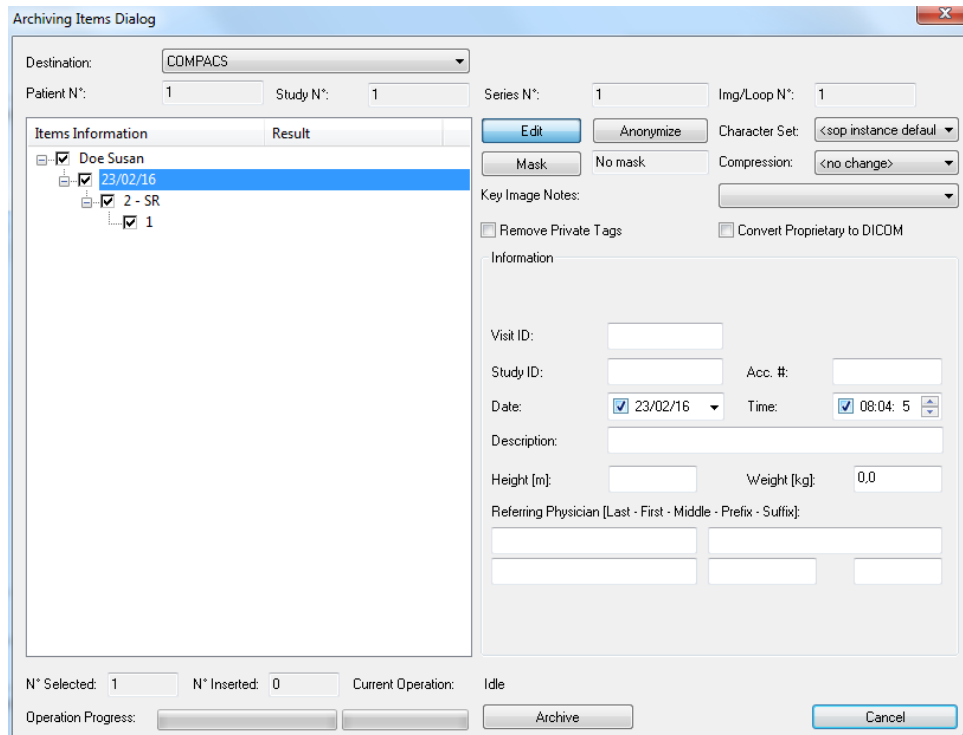 Archiving Items Dialog
Destination: COMPACS
Patient N°: 1 Study N°: 1 Series N°: 1 Img/Loop N°: 1
Items Information Result
Doe Susan
23/02/16
2 - SR
1
Edit Anonymize Character Set: <sop instance defaul
Mask No mask Compression: <no change>
Key Image Notes:
Remove Private Tags Convert Proprietary to DICOM
Information
Visit ID:
Study ID: Acc. #:
Date: 23/02/16 Time: 08:04: 5
Description:
Height [m]: Weight [kg]: 0,0
Referring Physician [Last - First - Middle - Prefix - Suffix]:
N° Selected: 1 N° Inserted: 0 Current Operation: Idle
Operation Progress: Archive Cancel